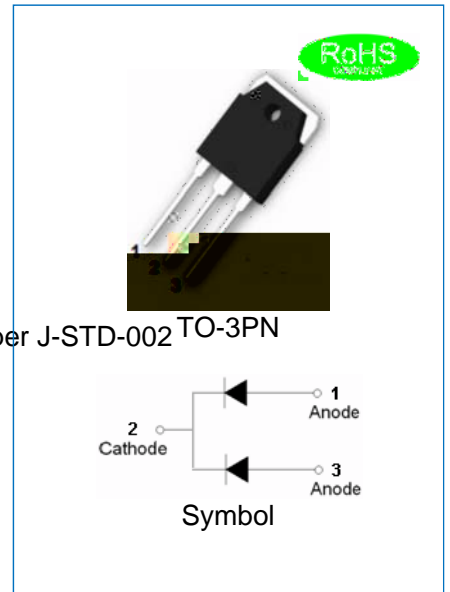 RoHS
1
2
3
per J-STD-002 TO-3PN
1
Anode
2
Cathode
3
Anode
Symbol